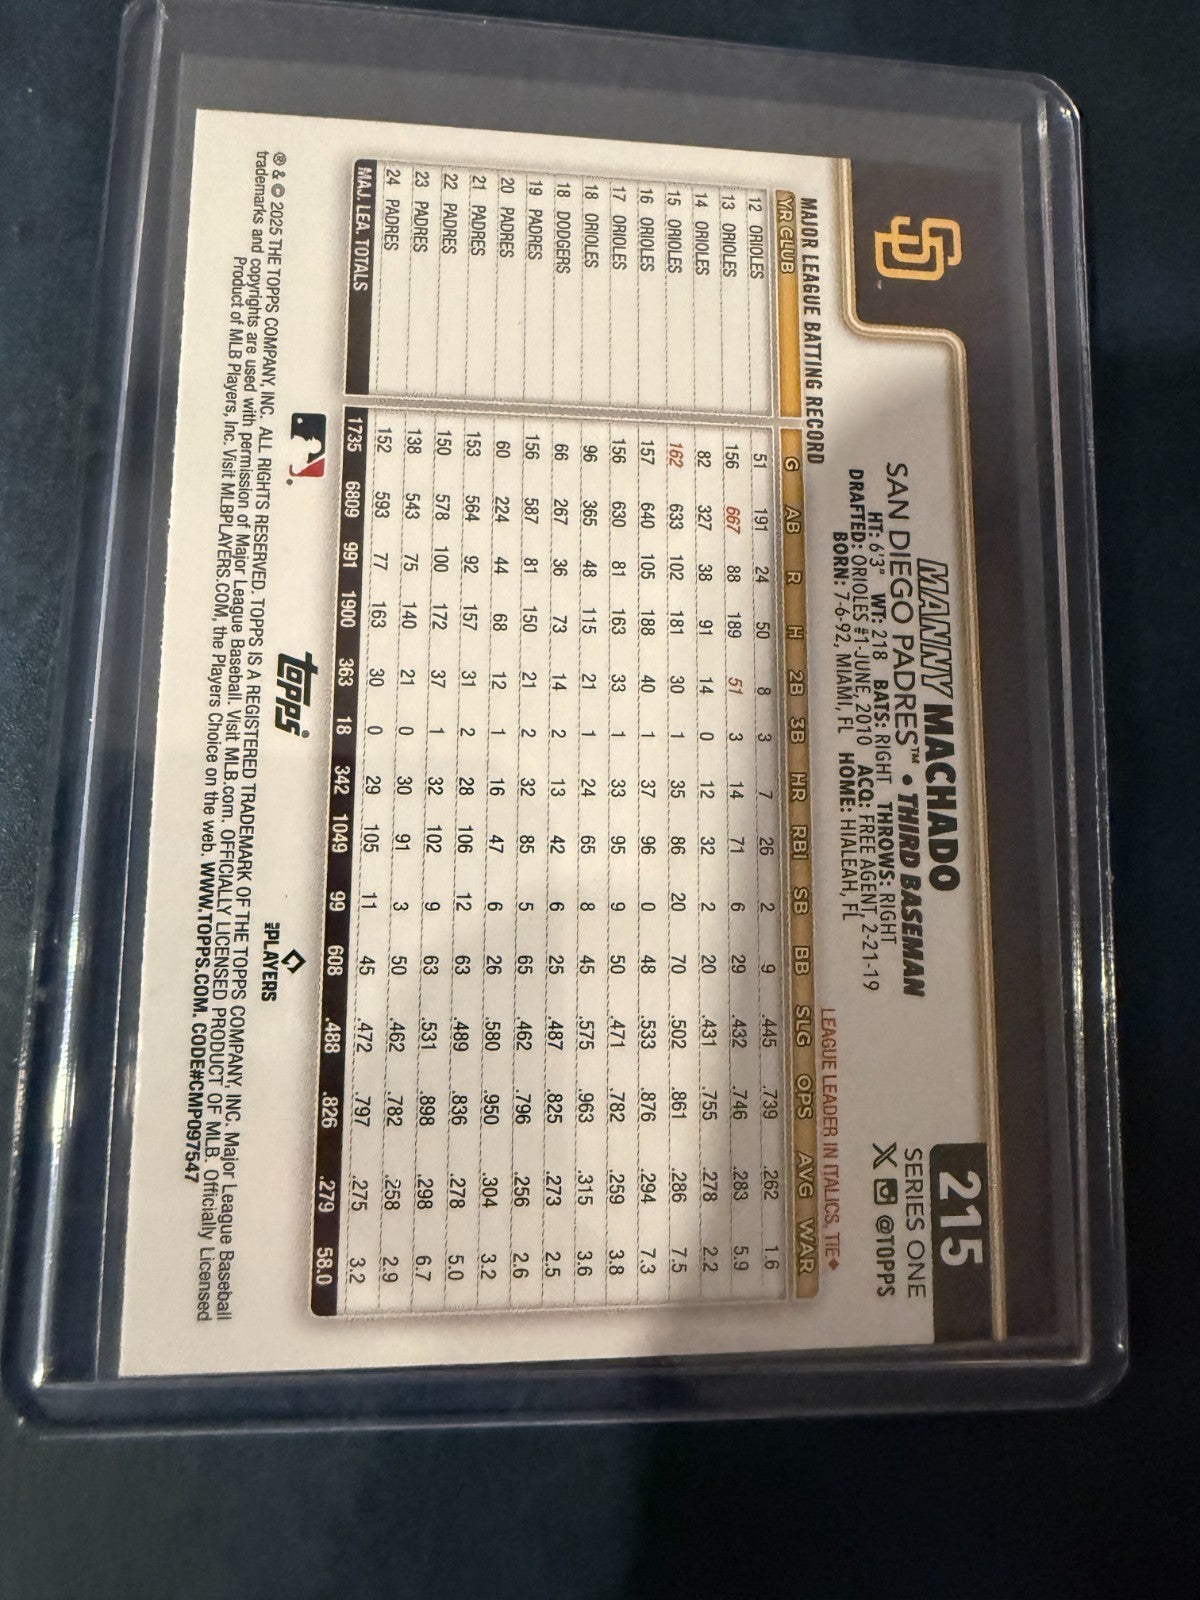 SD
™
215
SERIES ONE
@TOPPS
MANNY MACHADO
SAN DIEGO PADRES™ • THIRD BASEMAN
HT: 6'3" WT: 218 BATS: RIGHT THROWS: RIGHT
DRAFTED: ORIOLES #1-JUNE, 2010 ACQ: FREE AGENT, 2-21-19
BORN: 7-6-92, MIAMI, FL HOME: HIALEAH, FL
MAJOR LEAGUE BATTING RECORD LEAGUE LEADER IN ITALICS, TIE♦
YR CLUB G AB R H 2B 3B HR RBI SB BB SLG OPS AVG WAR
12 ORIOLES 51 191 24 50 8 3 7 26 2 9 .445 .739 .262 1.6
13 ORIOLES 156 667 88 189 51 3 14 71 6 29 .432 .746 .283 5.9
14 ORIOLES 82 327 38 91 14 0 12 32 2 20 .431 .755 .278 2.2
15 ORIOLES 162 633 102 181 30 1 35 86 20 70 .502 .861 .286 7.5
16 ORIOLES 157 640 105 188 40 1 37 96 0 48 .533 .876 .294 7.3
17 ORIOLES 156 630 81 163 33 1 33 95 9 50 .471 .782 .259 3.8
18 ORIOLES 96 365 48 115 21 1 24 65 8 45 .575 .963 .315 3.6
18 DODGERS 66 267 36 73 14 2 13 42 6 25 .487 .825 .273 2.5
19 PADRES 156 587 81 150 21 2 32 85 5 65 .462 .796 .256 2.6
20 PADRES 60 224 44 68 12 1 16 47 6 26 .580 .950 .304 3.2
21 PADRES 153 564 92 157 31 2 28 106 12 63 .489 .836 .278 5.0
22 PADRES 150 578 100 172 37 1 32 102 9 63 .531 .898 .298 6.7
23 PADRES 138 543 75 140 21 0 30 91 3 50 .462 .782 .258 2.9
24 PADRES 152 593 77 163 30 0 29 105 11 45 .472 .797 .275 3.2
MAJ. LEA. TOTALS 1735 6809 991 1900 363 18 342 1049 99 608 .488 .826 .279 58.0
topps®
MLB PLAYERS
® & © 2025 THE TOPPS COMPANY, INC. ALL RIGHTS RESERVED. TOPPS IS A REGISTERED TRADEMARK OF THE TOPPS COMPANY, INC. Major League Baseball
trademarks and copyrights are used with permission of Major League Baseball. Visit MLB.com. OFFICIALLY LICENSED PRODUCT OF MLB. Officially Licensed
Product of MLB Players, Inc. Visit MLBPLAYERS.COM, the Players Choice on the web. WWW.TOPPS.COM. CODE#CMP097547